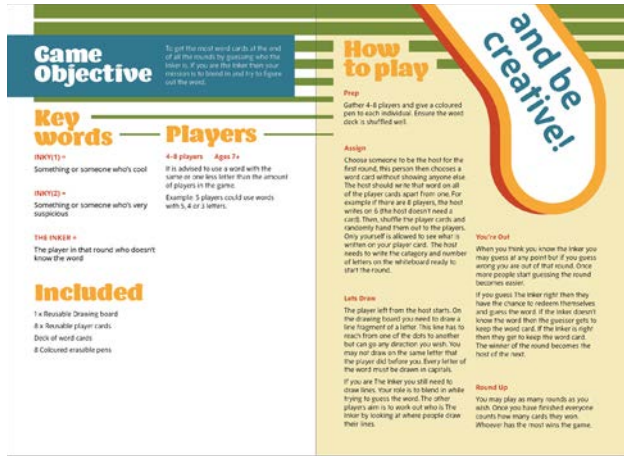 Game
Objective
To get the most word cards at the end
of all the rounds by guessing who the
Inker is. If you are the Inker then your
mission is to blend in and try to figure
out the word.
Key
words
INKY(1) =
Something or someone who's cool
INKY(2) =
Something or someone who's very
suspicious
THE INKER =
The player in that round who doesn't
know the word
Players
4-8 players Ages 7+
It is advised to use a word with the
same or one less letter than the amount
of players in the game.
Example: 5 players could use words
with 5, 4 or 3 letters.
Included
1 x Reusable Drawing board
8 x Reusable player cards
Deck of word cards
8 Coloured erasible pens
How
to play
Prep
Gather 4-8 players and give a coloured
pen to each individual. Ensure the word
deck is shuffled well.
Assign
Choose someone to be the host for the
first round, this person then chooses a
word card without showing anyone else.
The host should write that word on all
of the player cards apart from one. For
example if there are 8 players, the host
writes on 6 (the host doesn't need a
card). Then, shuffle the player cards and
randomly hand them out to the players.
Only yourself is allowed to see what is
written on your player card. The host
needs to write the category and number
of letters on the whiteboard ready to
start the round.
Lets Draw
The player left from the host starts. On
the drawing board you need to draw a
line fragment of a letter. This line has to
reach from one of the dots to another
but can go any direction you wish. You
may not draw on the same letter that
the player did before you. Every letter of
the word must be drawn in capitals.
If you are The Inker you still need to
draw lines. Your role is to blend in while
trying to guess the word. The other
players aim is to work out who is The
Inker by looking at where people draw
their lines.
and be
creative!
You're Out
When you think you know the Inker you
may guess at any point but if you guess
wrong you are out of that round. Once
more people start guessing the round
becomes easier.
If you guess The Inker right then they
have the chance to redeem themselves
and guess the word. If the Inker doesn't
know the word then the guesser gets to
keep the word card. If the Inker is right
then they get to keep the word card.
The winner of the round becomes the
host of the next.
Round Up
You may play as many rounds as you
wish. Once you have finished everyone
counts how many cards they won.
Whoever has the most wins the game.